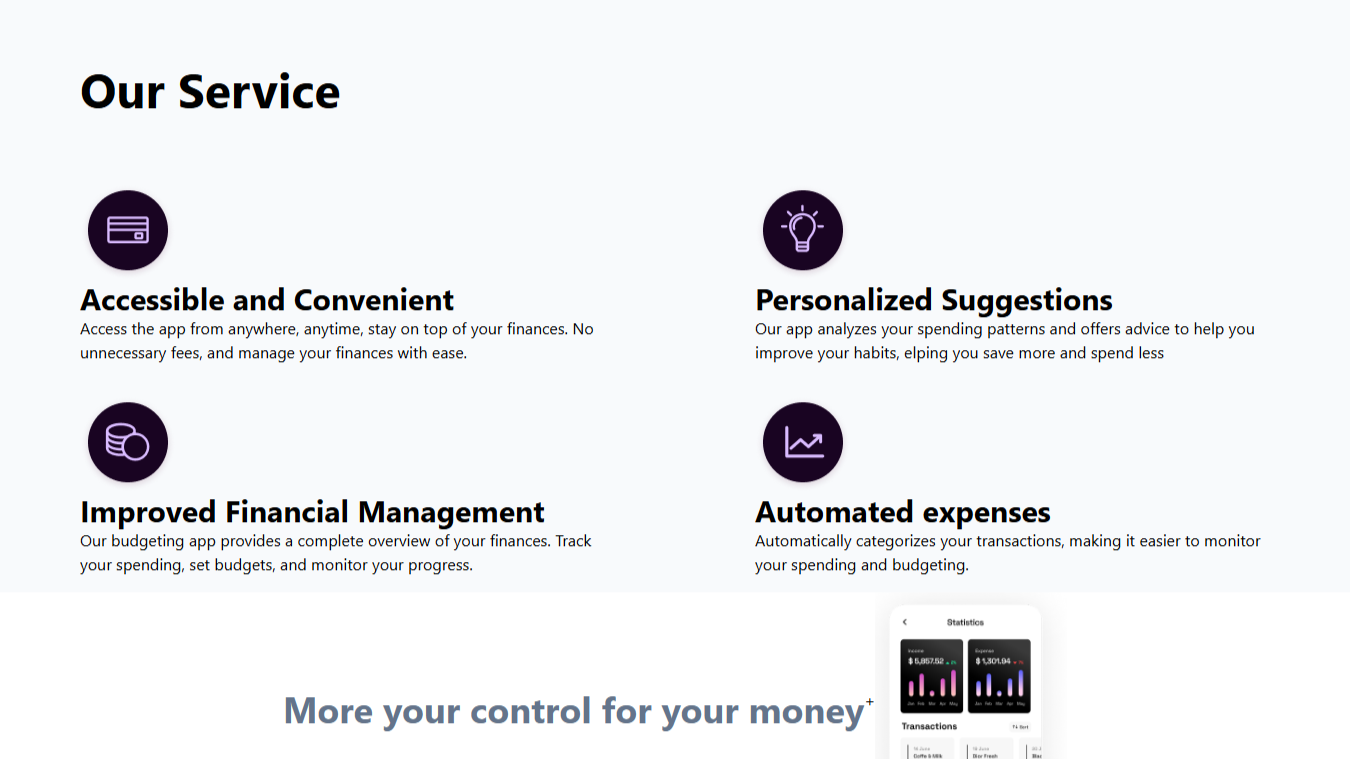 Our Service
Accessible and Convenient
Access the app from anywhere, anytime, stay on top of your finances. No
unnecessary fees, and manage your finances with ease.
Personalized Suggestions
Our app analyzes your spending patterns and offers advice to help you
improve your habits, elping you save more and spend less
Improved Financial Management
Our budgeting app provides a complete overview of your finances. Track
your spending, set budgets, and monitor your progress.
Automated expenses
Automatically categorizes your transactions, making it easier to monitor
your spending and budgeting.
More your control for your money+
Statistics
Income
$ 5,857.52
Jan Feb Mar Apr May
Expense
$ 1,301.94
Jan Feb Mar Apr May
Transactions
Sort